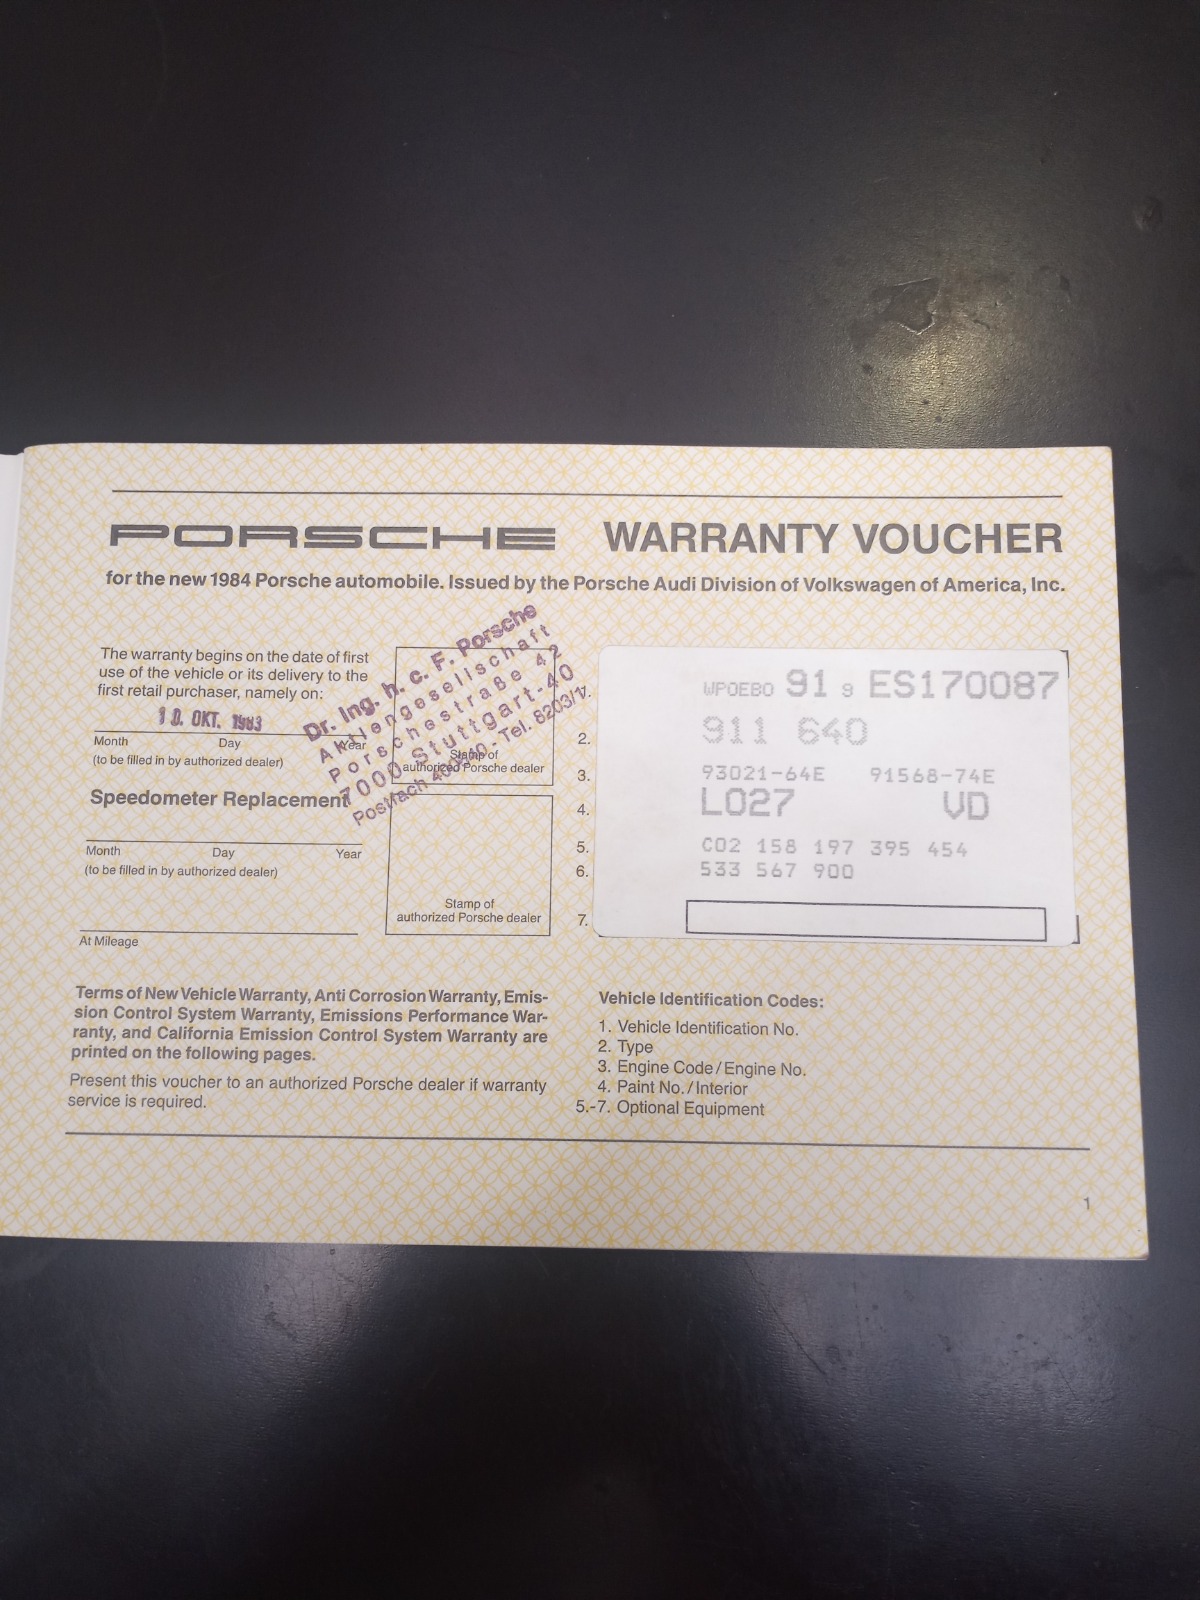 PORSCHE WARRANTY VOUCHER
for the new 1984 Porsche automobile. Issued by the Porsche Audi Division of Volkswagen of America, Inc.
The warranty begins on the date of first
use of the vehicle or its delivery to the
first retail purchaser, namely on:
10. OKT. 1983
Month Day Year
(to be filled in by authorized dealer)
Speedometer Replacement
Month Day Year
(to be filled in by authorized dealer)
At Mileage
Dr. Ing. h. c. F. Porsche
Aktiengesellschaft
Porschestraße 42
7000 Stuttgart-40
Postfach - Tel. 8203/1
Stamp of
authorized Porsche dealer
Stamp of
authorized Porsche dealer
1. WPOEBO 91 9 ES170087
2. 911 640
3. 93021-64E 91568-74E
4. L027 VD
5. C02 158 197 395 454
6. 533 567 900
7.
Terms of New Vehicle Warranty, Anti Corrosion Warranty, Emis-
sion Control System Warranty, Emissions Performance War-
ranty, and California Emission Control System Warranty are
printed on the following pages.
Present this voucher to an authorized Porsche dealer if warranty
service is required.
Vehicle Identification Codes:
1. Vehicle Identification No.
2. Type
3. Engine Code/Engine No.
4. Paint No./Interior
5.-7. Optional Equipment
1